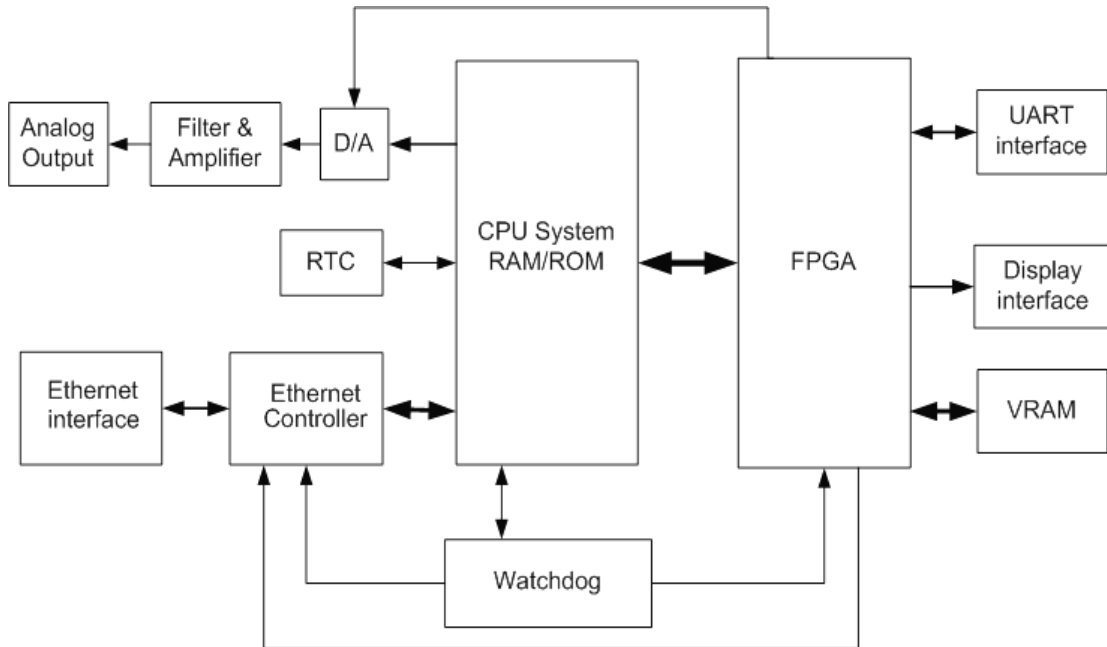 Analog
Output
Filter &
Amplifier
D/A
CPU System
RAM/ROM
FPGA
UART
interface
RTC
Display
interface
Ethernet
interface
Ethernet
Controller
VRAM
Watchdog